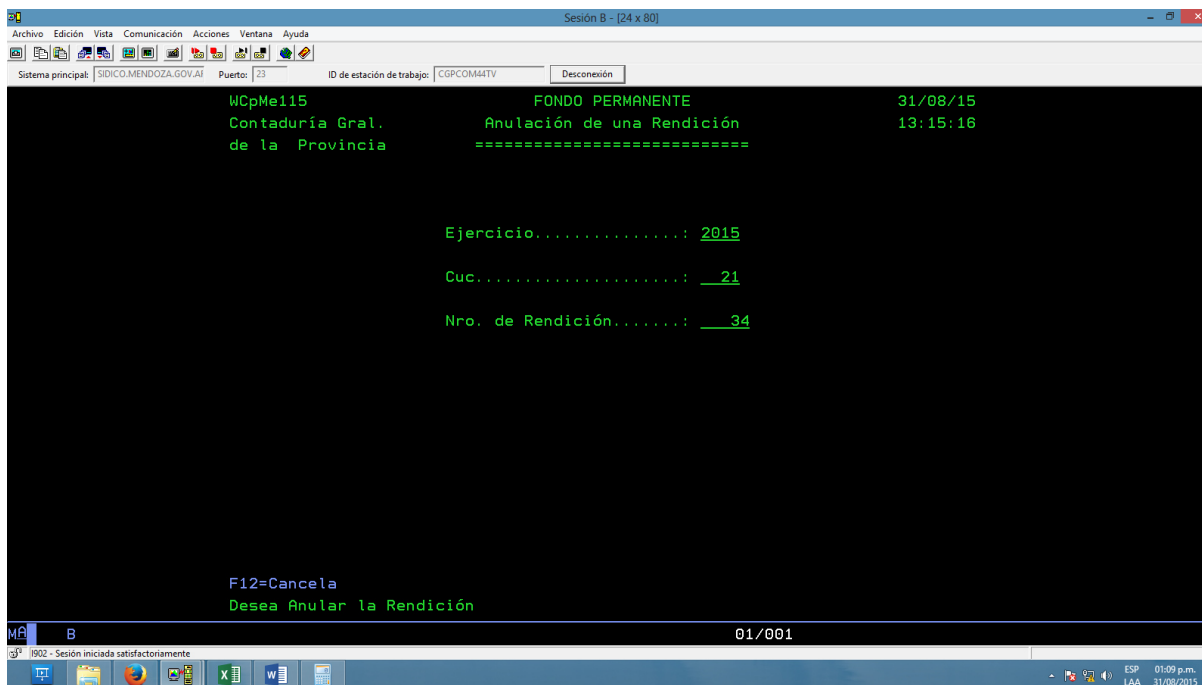 Sesión B - [24 x 80]
Archivo Edición Vista Comunicación Acciones Ventana Ayuda
Sistema principal: SIDICO.MENDOZA.GOV.AR Puerto: 23 ID de estación de trabajo: CGPCOM44TV Desconexión
WCpMe115 FONDO PERMANENTE 31/08/15
Contaduría Gral. Anulación de una Rendición 13:15:16
de la Provincia ============================
Ejercicio...............: 2015
Cuc.....................: 21
Nro. de Rendición.......: 34
F12=Cancela
Desea Anular la Rendición
MA B 01/001
I902 - Sesión iniciada satisfactoriamente
ESP 01:09 p.m.
LAA 31/08/2015